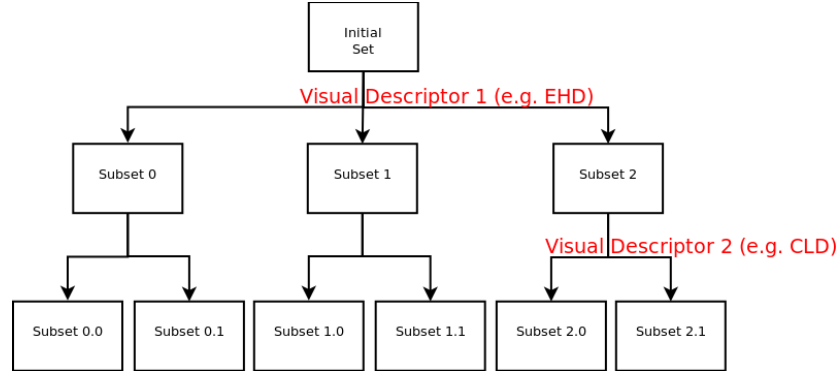 Initial
Set
Visual Descriptor 1 (e.g. EHD)
Subset 0
Subset 1
Subset 2
Visual Descriptor 2 (e.g. CLD)
Subset 0.0
Subset 0.1
Subset 1.0
Subset 1.1
Subset 2.0
Subset 2.1